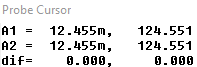 Probe Cursor
A1 =  12.455m,   124.551
A2 =  12.455m,   124.551
dif=    0.000,     0.000